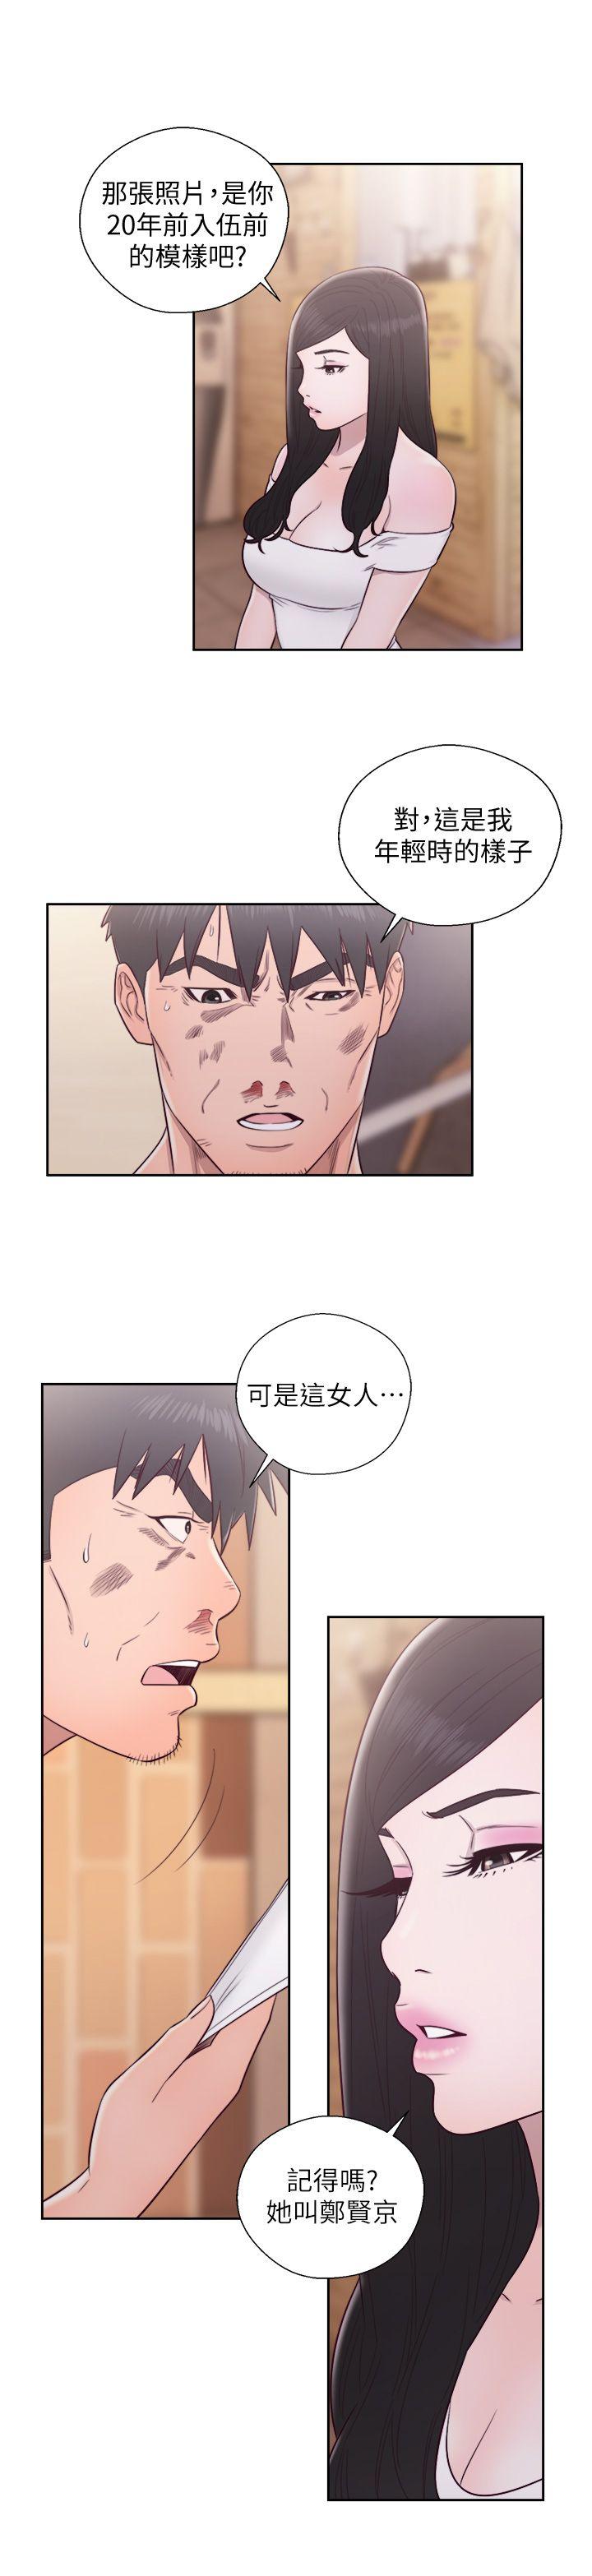 那張照片，是你
20年前入伍前
的模樣吧?
對，這是我
年輕時的樣子
可是這女人…
記得嗎?
她叫鄭賢京